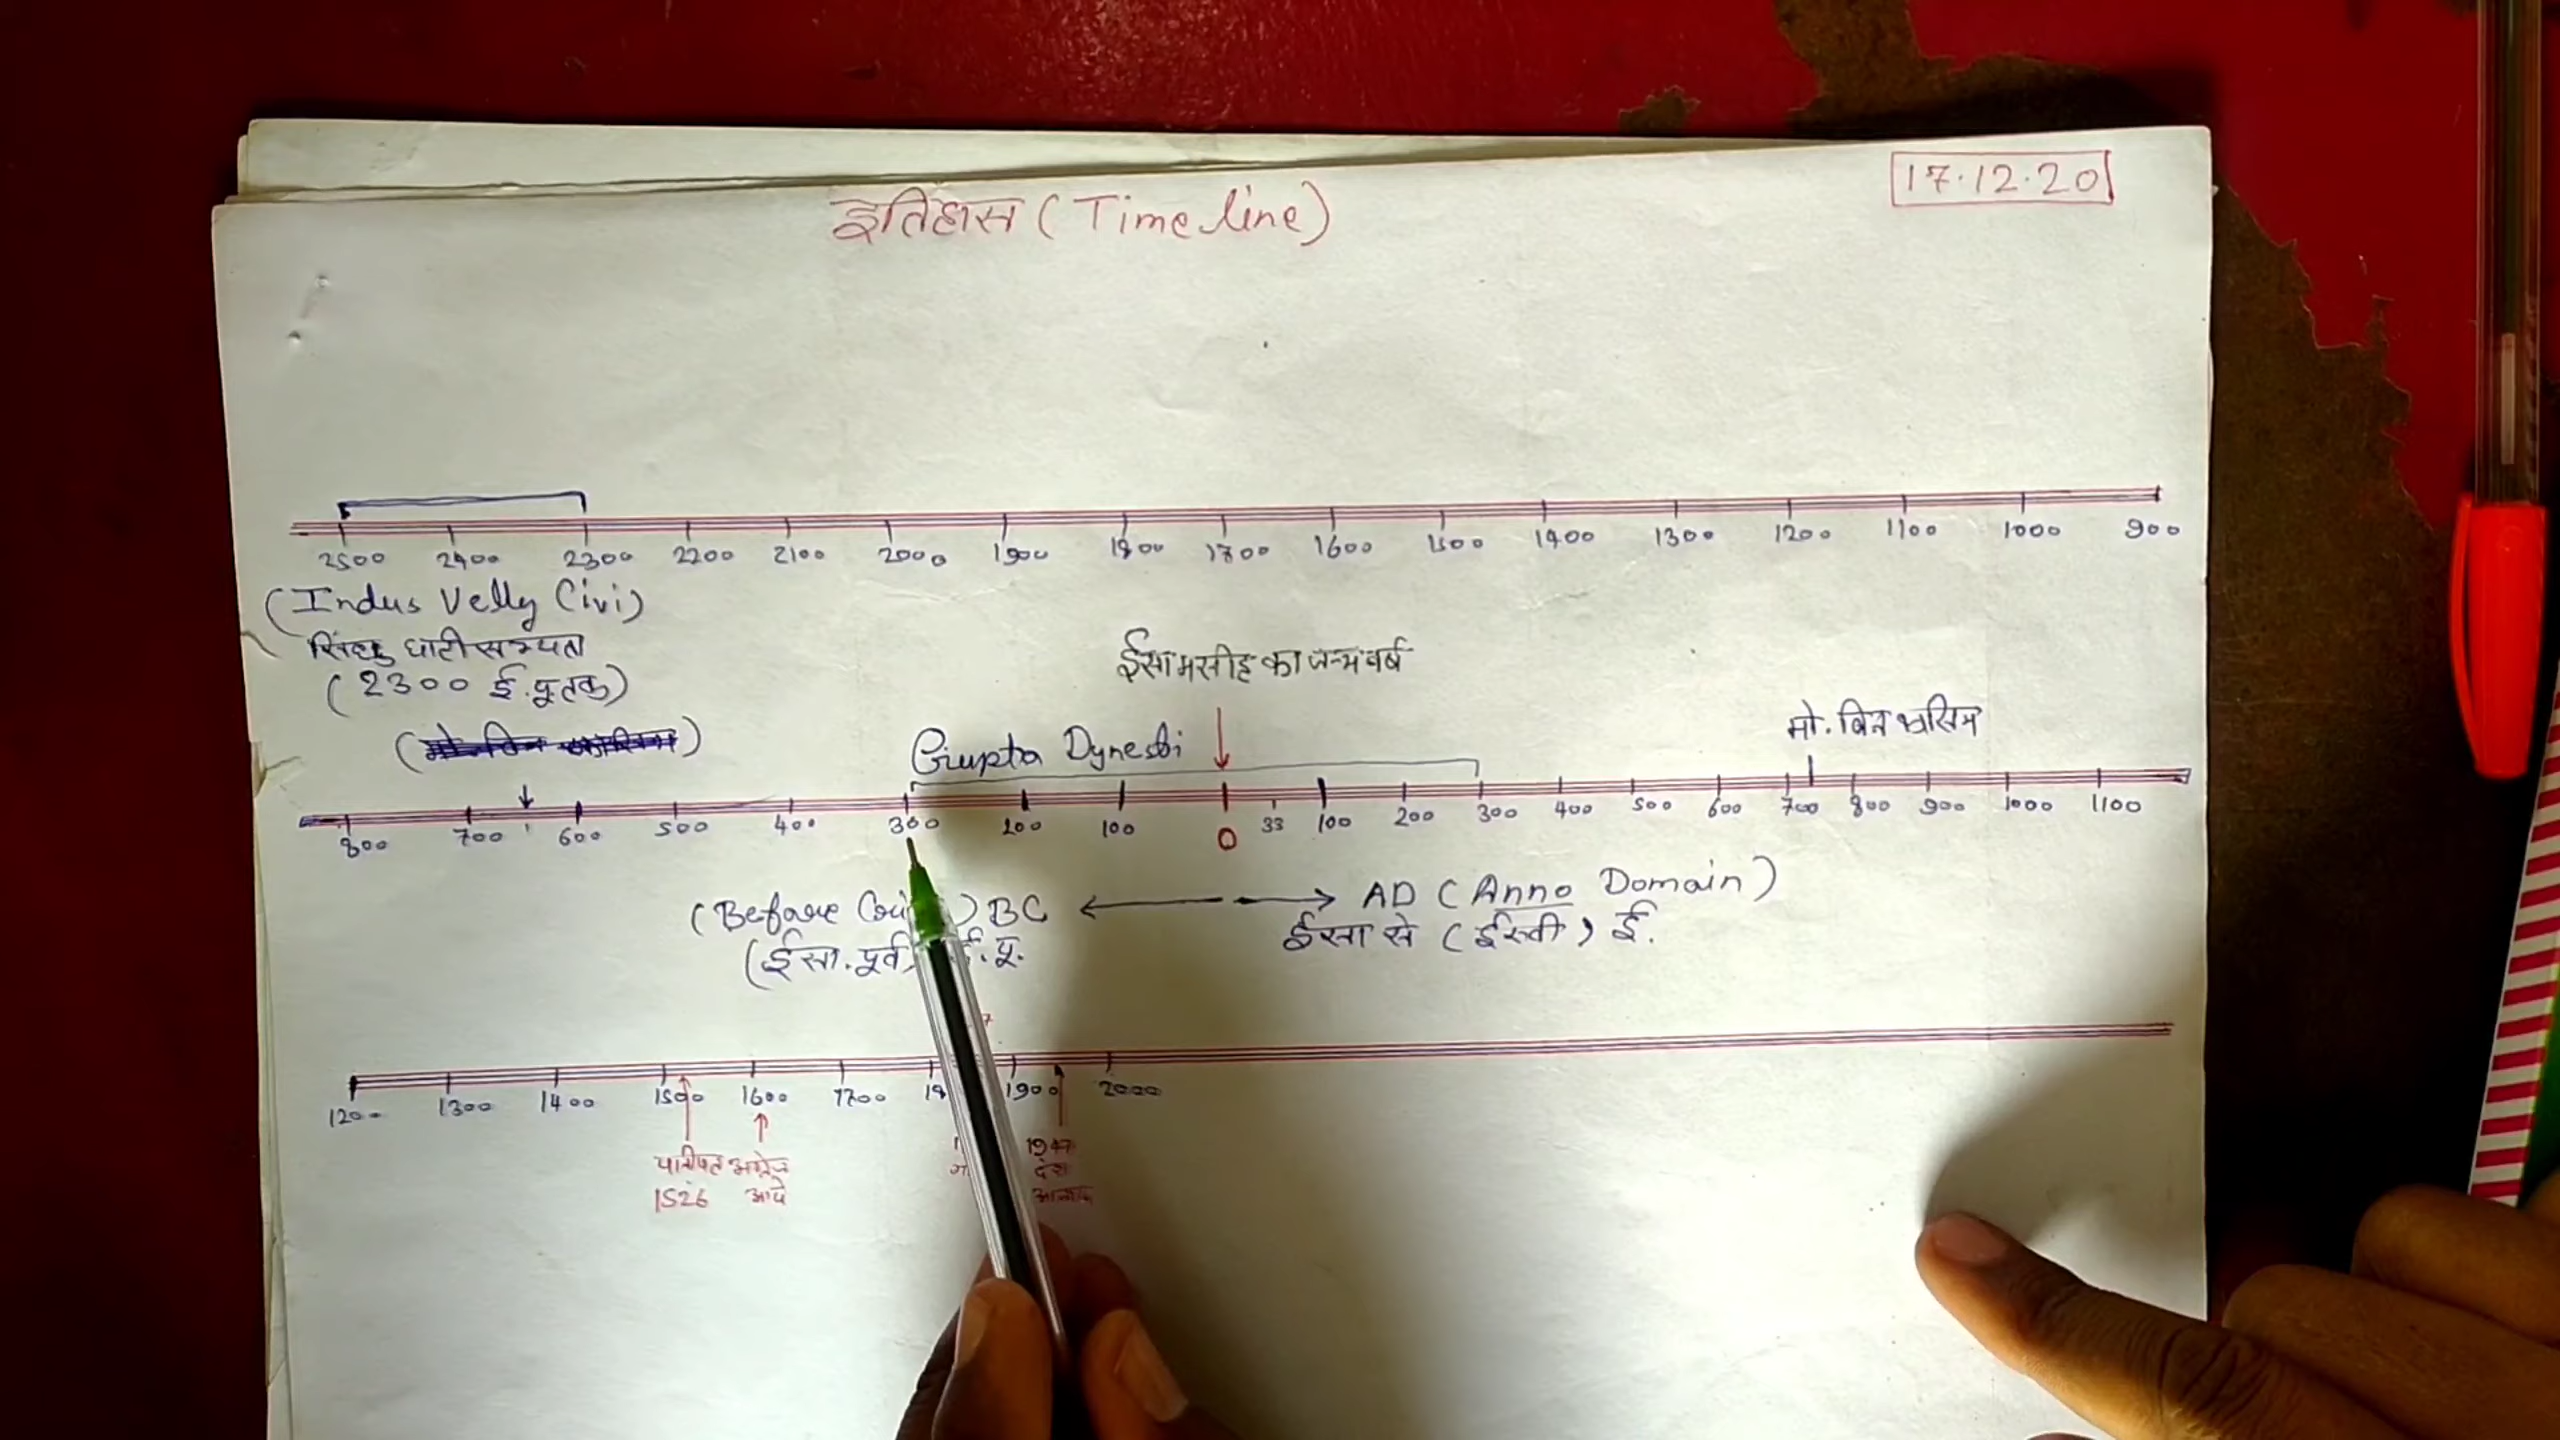 इतिहास (Time line)
17.12.20
2500 2400 2300 2200 2100 2000 1900 1800 1700 1600 1500 1400 1300 1200 1100 1000 900
(Indus Velly Civi)
सिंधु घाटी सभ्यता
(2300 ई.पू. तक)
ईसा मसीह का जन्म वर्ष
Gupta
मो. बिन कासिम
800 700 600 500 400 300 200 100 0 33 100 200 300 400 500 600 700 800 900 1000 1100
(Before ) BC
AD (Anno Domain)
(ईसा. पूर्व, ई.पू.
ईसा से (ईस्वी) ई.
1200 1300 1400 1500 1600 1700 18 1900 2000
पानीपत
1526
अंग्रेज
आये
1947
देश
आजाद